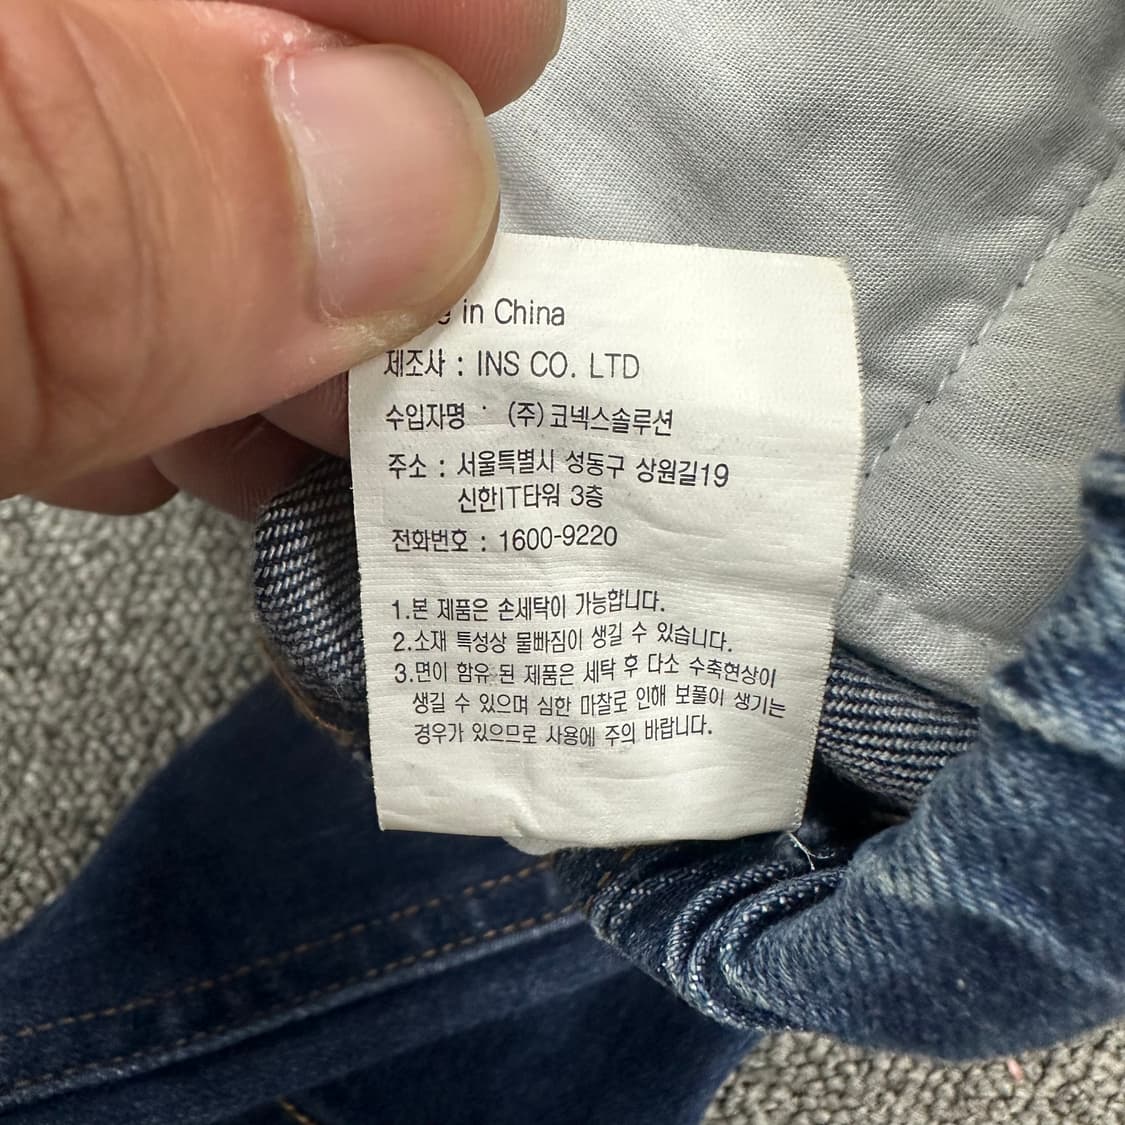 in China
제조사 : INS CO. LTD
수입자명 : (주)코넥스솔루션
주소 : 서울특별시 성동구 상원길19
신한IT타워 3층
전화번호 : 1600-9220
1.본 제품은 손세탁이 가능합니다.
2.소재 특성상 물빠짐이 생길 수 있습니다.
3.면이 함유 된 제품은 세탁 후 다소 수축현상이
생길 수 있으며 심한 마찰로 인해 보풀이 생기는
경우가 있으므로 사용에 주의 바랍니다.